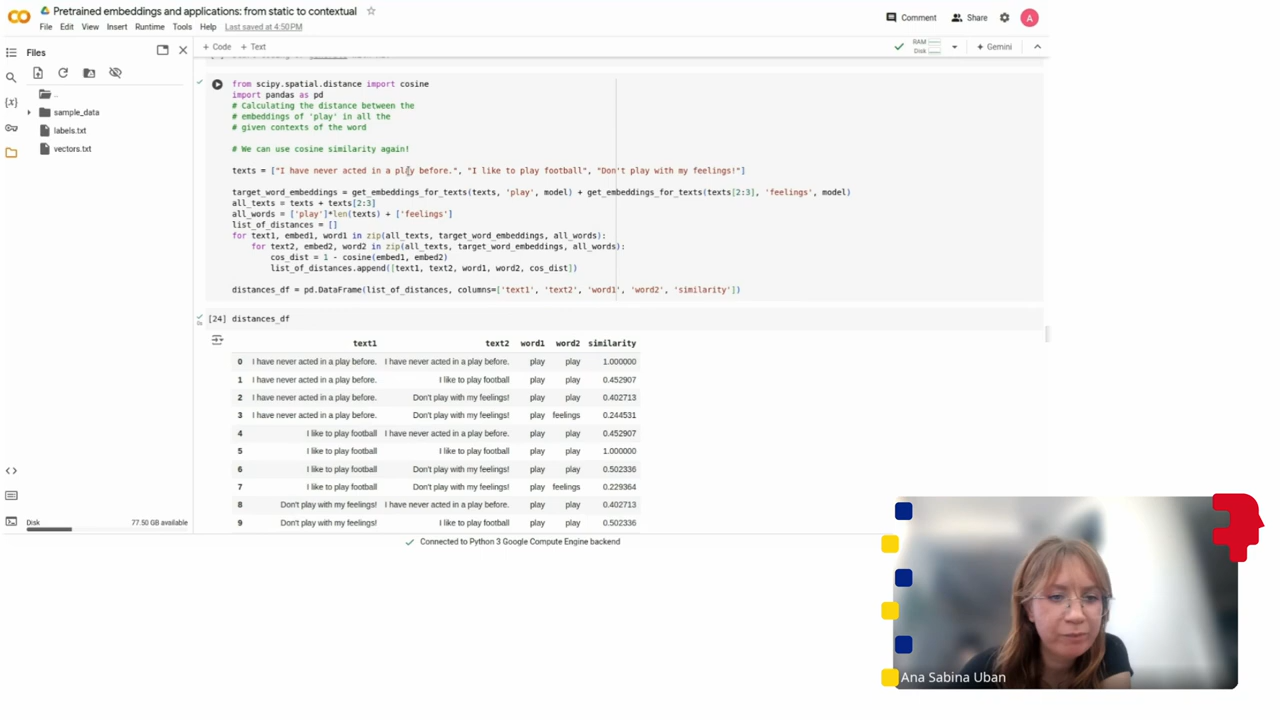 Pretrained embeddings and applications: from static to contextual
File Edit View Insert Runtime Tools Help Last saved at 4:50PM
Comment Share A
Files
+ Code + Text
RAM
Disk
Gemini
..
sample_data
labels.txt
vectors.txt
from scipy.spatial.distance import cosine
import pandas as pd
# Calculating the distance between the
# embeddings of 'play' in all the
# given contexts of the word
# We can use cosine similarity again!
texts = ["I have never acted in a play before.", "I like to play football", "Don't play with my feelings!"]
target_word_embeddings = get_embeddings_for_texts(texts, 'play', model) + get_embeddings_for_texts(texts[2:3], 'feelings', model)
all_texts = texts + texts[2:3]
all_words = ['play']*len(texts) + ['feelings']
list_of_distances = []
for text1, embed1, word1 in zip(all_texts, target_word_embeddings, all_words):
for text2, embed2, word2 in zip(all_texts, target_word_embeddings, all_words):
cos_dist = 1 - cosine(embed1, embed2)
list_of_distances.append([text1, text2, word1, word2, cos_dist])
distances_df = pd.DataFrame(list_of_distances, columns=['text1', 'text2', 'word1', 'word2', 'similarity'])
[24] distances_df
text1 text2 word1 word2 similarity
0 I have never acted in a play before. I have never acted in a play before. play play 1.000000
1 I have never acted in a play before. I like to play football play play 0.452907
2 I have never acted in a play before. Don't play with my feelings! play play 0.402713
3 I have never acted in a play before. Don't play with my feelings! play feelings 0.244531
4 I like to play football I have never acted in a play before. play play 0.452907
5 I like to play football I like to play football play play 1.000000
6 I like to play football Don't play with my feelings! play play 0.502336
7 I like to play football Don't play with my feelings! play feelings 0.229364
8 Don't play with my feelings! I have never acted in a play before. play play 0.402713
9 Don't play with my feelings! I like to play football play play 0.502336
Disk 77.50 GB available
Connected to Python 3 Google Compute Engine backend
Ana Sabina Uban